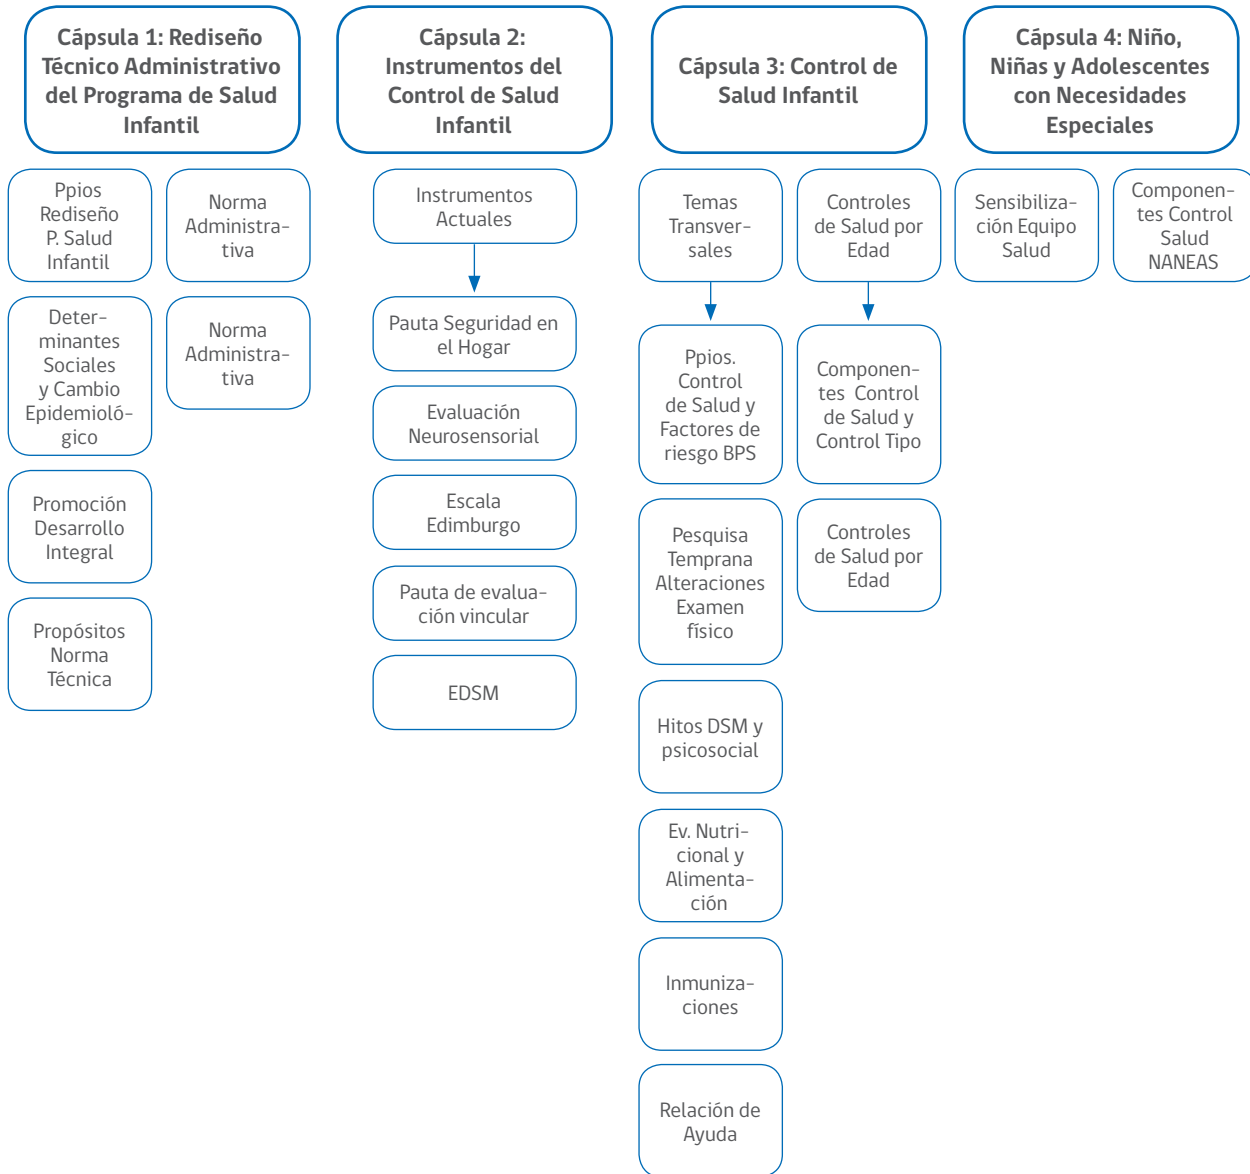 Cápsula 1: Rediseño
Técnico Administrativo
del Programa de Salud
Infantil
Ppios
Rediseño
P. Salud
Infantil
Deter-
minantes
Sociales
y Cambio
Epidemioló-
gico
Promoción
Desarrollo
Integral
Propósitos
Norma
Técnica
Norma
Administra-
tiva
Norma
Administra-
tiva
Cápsula 2:
Instrumentos del
Control de Salud
Infantil
Instrumentos
Actuales
Pauta Seguridad en
el Hogar
Evaluación
Neurosensorial
Escala
Edimburgo
Pauta de evalua-
ción vincular
EDSM
Cápsula 3: Control de
Salud Infantil
Temas
Transver-
sales
Ppios.
Control
de Salud y
Factores de
riesgo BPS
Pesquisa
Temprana
Alteraciones
Examen
físico
Hitos DSM y
psicosocial
Ev. Nutri-
cional y
Alimenta-
ción
Inmuniza-
ciones
Relación de
Ayuda
Controles
de Salud por
Edad
Componen-
tes Control
de Salud y
Control Tipo
Controles
de Salud por
Edad
Cápsula 4: Niño,
Niñas y Adolescentes
con Necesidades
Especiales
Sensibiliza-
ción Equipo
Salud
Componen-
tes Control
Salud
NANEAS